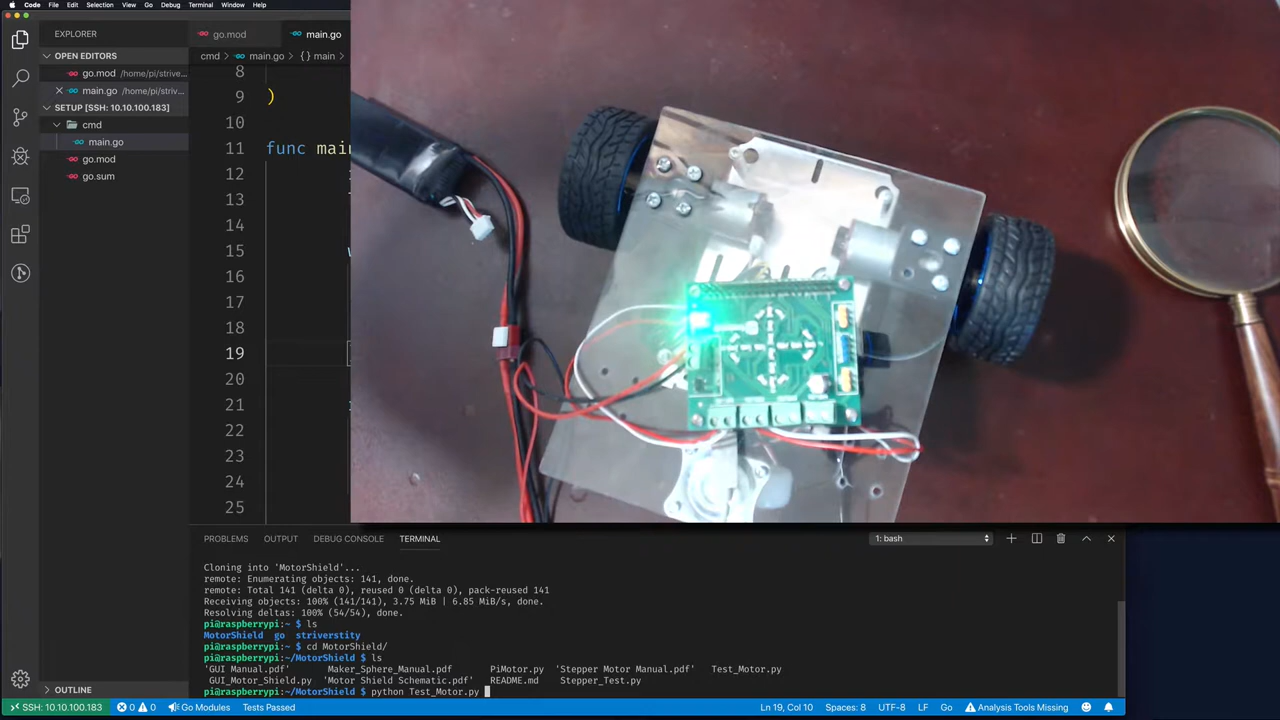 Code File Edit Selection View Go Debug Terminal Window Help
EXPLORER
go.mod
main.go
OPEN EDITORS
cmd main.go {} main
go.mod /home/pi/strive...
main.go /home/pi/strive...
SETUP [SSH: 10.10.100.183]
cmd
main.go
go.mod
go.sum
8
9 )
10
11 func mai
12
13
14
15
16
17
18
19
20
21
22
23
24
25
PROBLEMS OUTPUT DEBUG CONSOLE TERMINAL 1: bash
Cloning into 'MotorShield'...
remote: Enumerating objects: 141, done.
remote: Total 141 (delta 0), reused 0 (delta 0), pack-reused 141
Receiving objects: 100% (141/141), 3.75 MiB | 6.85 MiB/s, done.
Resolving deltas: 100% (54/54), done.
pi@raspberrypi:~ $ ls
MotorShield go striverstity
pi@raspberrypi:~ $ cd MotorShield/
pi@raspberrypi:~/MotorShield $ ls
'GUI Manual.pdf' Maker_Sphere_Manual.pdf PiMotor.py 'Stepper Motor Manual.pdf' Test_Motor.py
GUI_Motor_Shield.py 'Motor Shield Schematic.pdf' README.md Stepper_Test.py
pi@raspberrypi:~/MotorShield $ python Test_Motor.py
OUTLINE
SSH: 10.10.100.183 0 0 Go Modules Tests Passed Ln 19, Col 10 Spaces: 8 UTF-8 LF Go Analysis Tools Missing